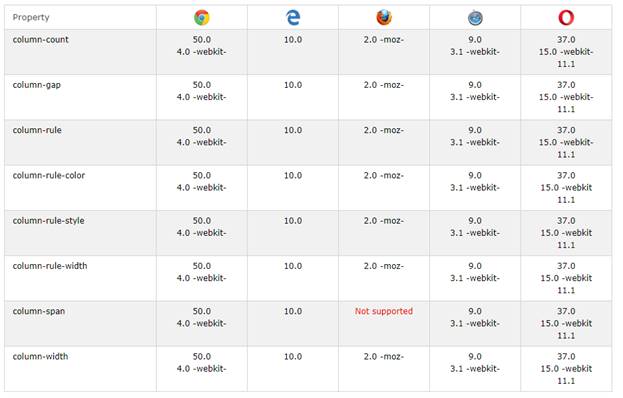 Property
column-count 50.0 10.0 2.0 -moz- 9.0 37.0
4.0 -webkit- 3.1 -webkit- 15.0 -webkit-
11.1
column-gap 50.0 10.0 2.0 -moz- 9.0 37.0
4.0 -webkit- 3.1 -webkit- 15.0 -webkit-
11.1
column-rule 50.0 10.0 2.0 -moz- 9.0 37.0
4.0 -webkit- 3.1 -webkit- 15.0 -webkit-
11.1
column-rule-color 50.0 10.0 2.0 -moz- 9.0 37.0
4.0 -webkit- 3.1 -webkit- 15.0 -webkit
11.1
column-rule-style 50.0 10.0 2.0 -moz- 9.0 37.0
4.0 -webkit- 3.1 -webkit- 15.0 -webkit
11.1
column-rule-width 50.0 10.0 2.0 -moz- 9.0 37.0
4.0 -webkit- 3.1 -webkit- 15.0 -webkit
11.1
column-span 50.0 10.0 Not supported 9.0 37.0
4.0 -webkit- 3.1 -webkit- 15.0 -webkit
11.1
column-width 50.0 10.0 2.0 -moz- 9.0 37.0
4.0 -webkit- 3.1 -webkit- 15.0 -webkit
11.1